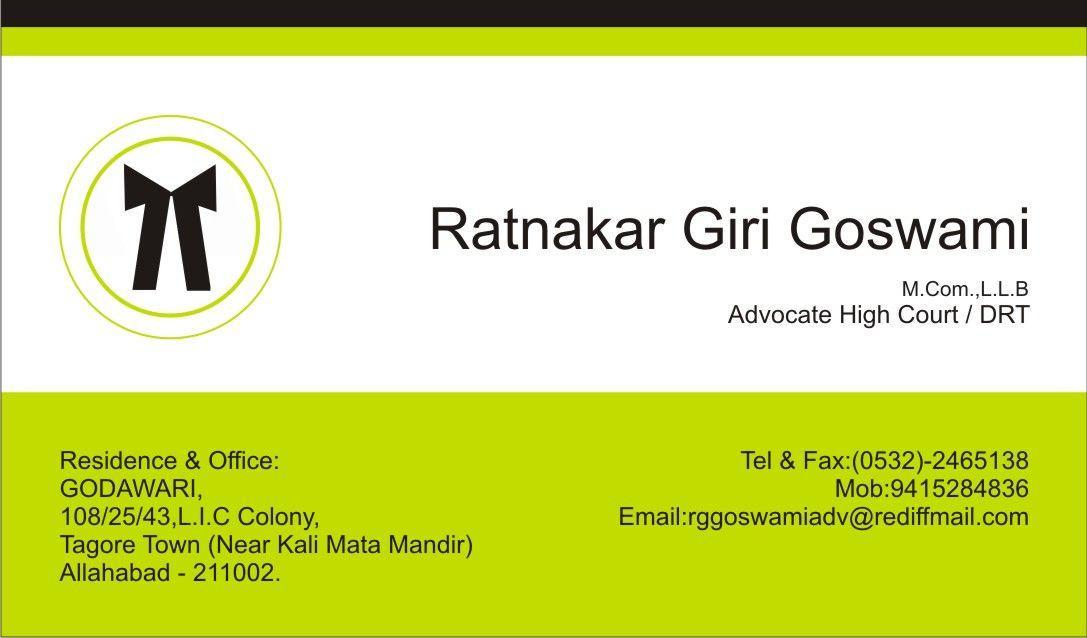 Ratnakar Giri Goswami
M.Com.,L.L.B
Advocate High Court / DRT
Residence & Office:
GODAWARI,
108/25/43,L.I.C Colony,
Tagore Town (Near Kali Mata Mandir)
Allahabad - 211002.
Tel & Fax:(0532)-2465138
Mob:9415284836
Email:rggoswamiadv@rediffmail.com